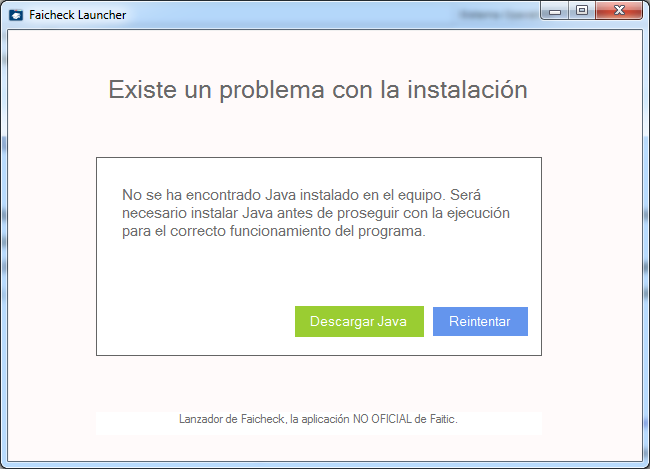 Faicheck Launcher
Existe un problema con la instalación
No se ha encontrado Java instalado en el equipo. Será
necesario instalar Java antes de proseguir con la ejecución
para el correcto funcionamiento del programa.
Descargar Java
Reintentar
Lanzador de Faicheck, la aplicación NO OFICIAL de Faitic.